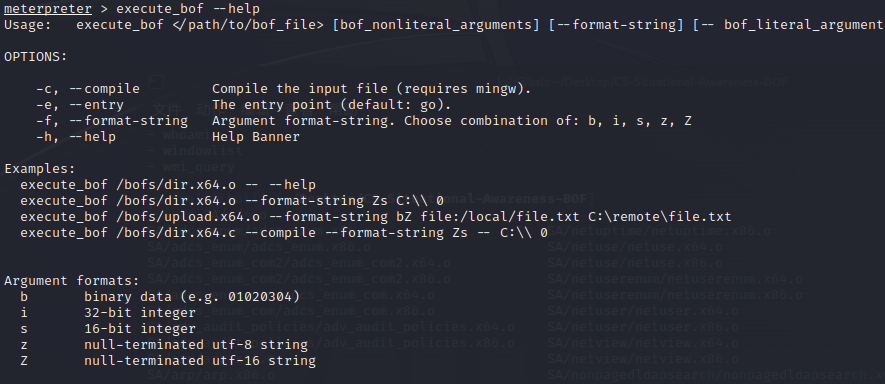 meterpreter > execute_bof --help
Usage:   execute_bof </path/to/bof_file> [bof_nonliteral_arguments] [--format-string] [-- bof_literal_argument
OPTIONS:
-c, --compile         Compile the input file (requires mingw).
-e, --entry           The entry point (default: go).
-f, --format-string   Argument format-string. Choose combination of: b, i, s, z, Z
-h, --help            Help Banner
Examples:
execute_bof /bofs/dir.x64.o -- --help
execute_bof /bofs/dir.x64.o --format-string Zs C:\\ 0
execute_bof /bofs/upload.x64.o --format-string bZ file:/local/file.txt C:\remote\file.txt
execute_bof /bofs/dir.x64.c --compile --format-string Zs -- C:\\ 0
Argument formats:
b       binary data (e.g. 01020304)
i       32-bit integer
s       16-bit integer
z       null-terminated utf-8 string
Z       null-terminated utf-16 string